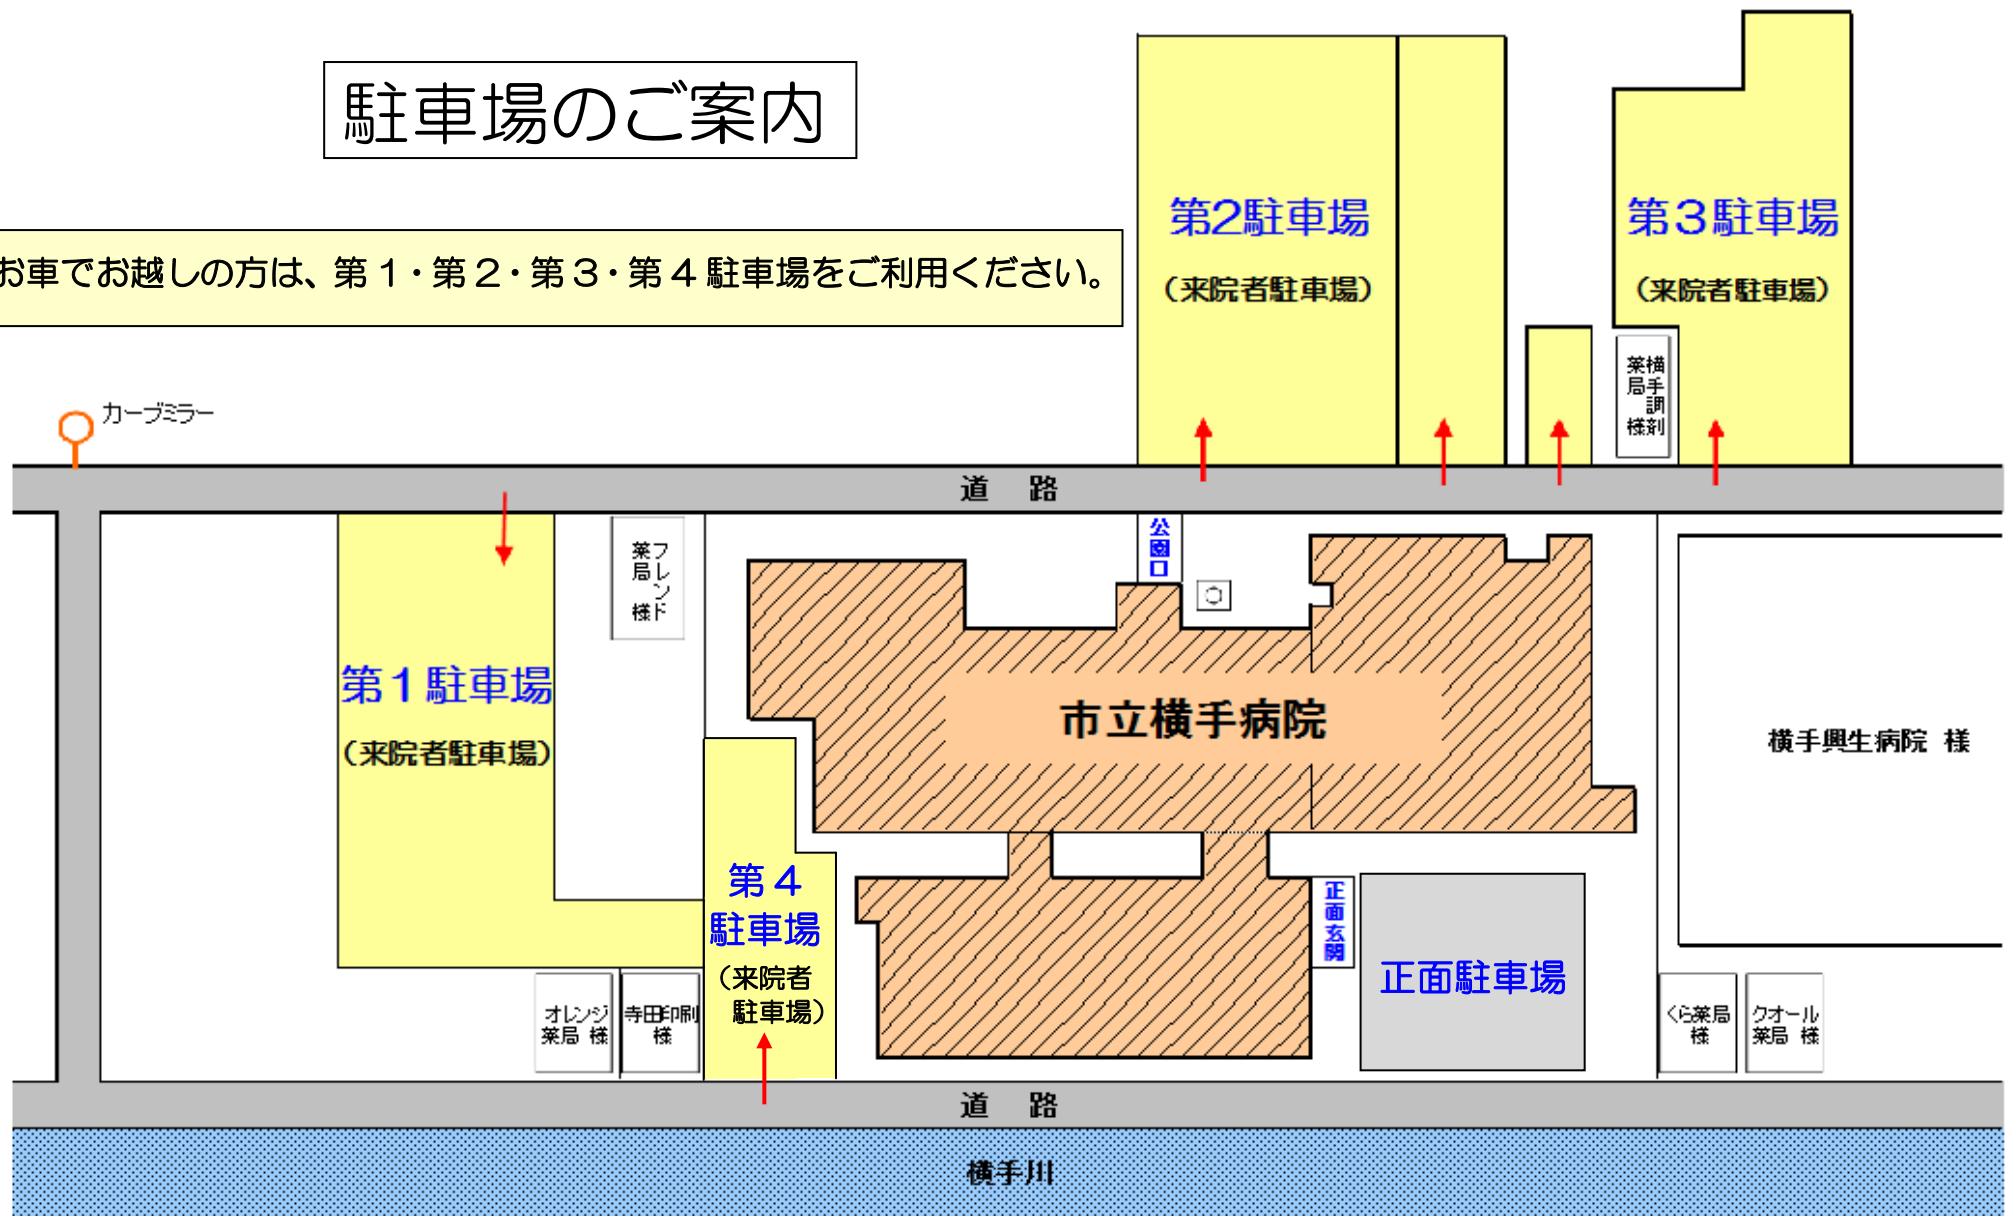 駐車場のご案内
お車でお越しの方は、第１・第２・第３・第４駐車場をご利用ください。
第2駐車場
（来院者駐車場）
第３駐車場
（来院者駐車場）
横手調剤
薬局　様
カーブミラー
道　路
公園口
フレンド
薬局　様
第１駐車場
（来院者駐車場）
市立横手病院
横手興生病院 様
第４
駐車場
（来院者
駐車場）
正面玄関
正面駐車場
オレンジ
薬局 様
寺田印刷
様
くら薬局
様
クオール
薬局 様
道　路
横手川